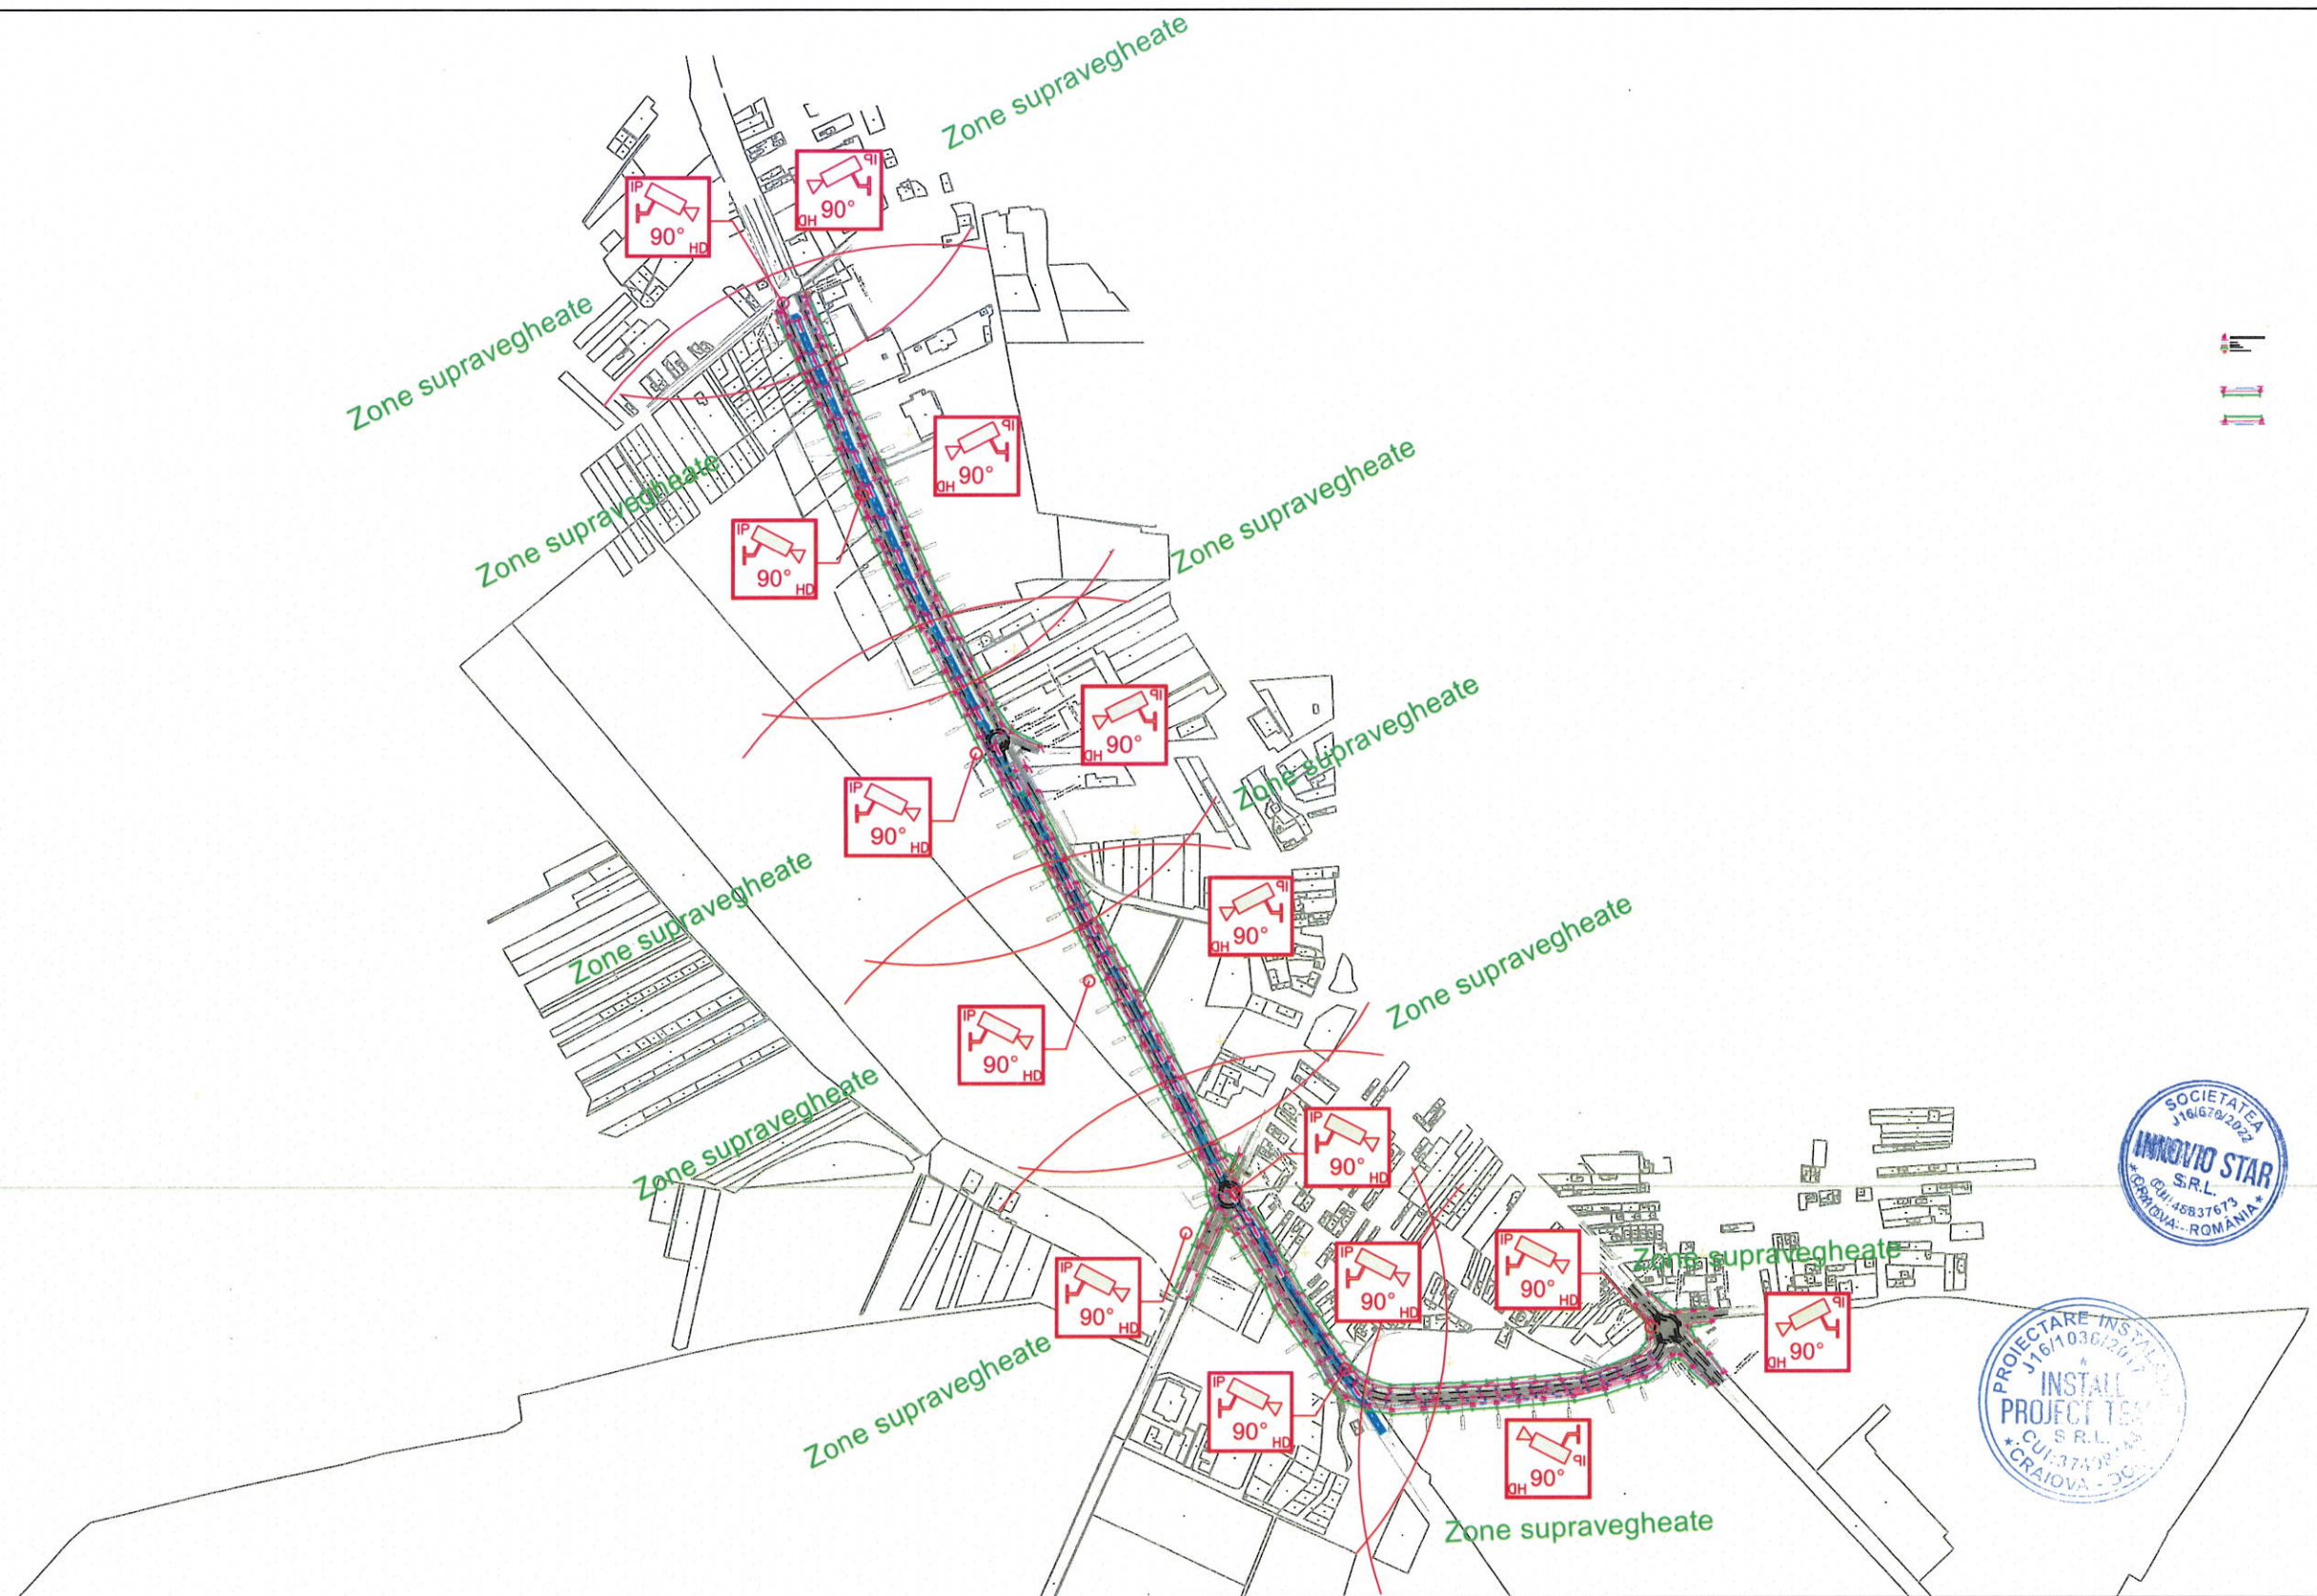 Zone supravegheate
IP
90°
HD
IP
90°
HD
Zone supravegheate
IP
90°
HD
Zone supravegheate
Zone supravegheate
IP
90°
HD
Zone supravegheate
IP
90°
HD
IP
90°
HD
Zone supravegheate
IP
90°
HD
Zone supravegheate
IP
90°
HD
Zone supravegheate
IP
90°
HD
SOCIETATEA
J16/676/2022
INNOVIO STAR
S.R.L.
ROMÂNIA
IP
90°
HD
IP
90°
HD
IP
90°
HD
Zone supravegheate
IP
90°
HD
Zone supravegheate
IP
90°
HD
IP
90°
HD
Zone supravegheate
PROIECTARE
INSTALL
PROJECT
S.R.L.
CRAIOVA